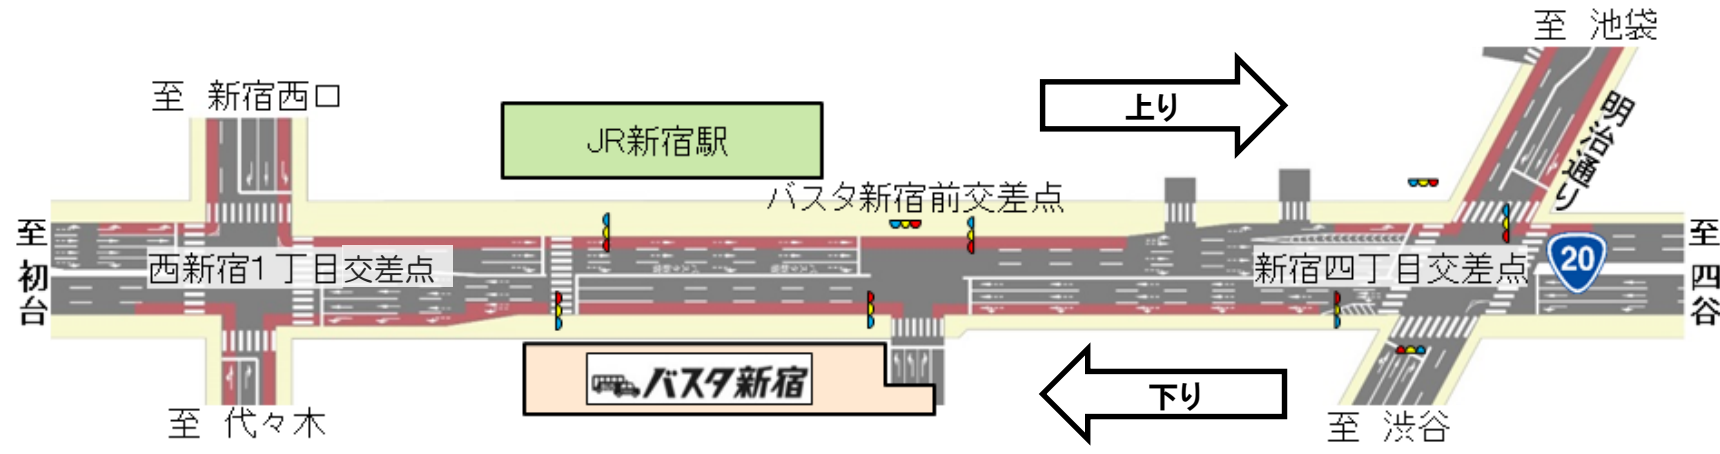 至 池袋
至 新宿西口
上り
明治通り
JR新宿駅
バスタ新宿前交差点
至 初台
西新宿1丁目交差点
新宿四丁目交差点
20
至 四谷
バスタ新宿
下り
至 代々木
至 渋谷